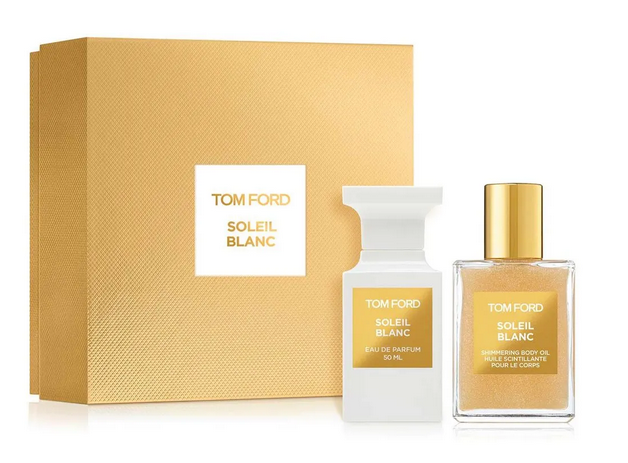 TOM FORD
SOLEIL
BLANC
TOM FORD
SOLEIL
BLANC
EAU DE PARFUM
50 ML
TOM FORD
SOLEIL
BLANC
SHIMMERING BODY OIL
HUILE SCINTILLANTE
POUR LE CORPS